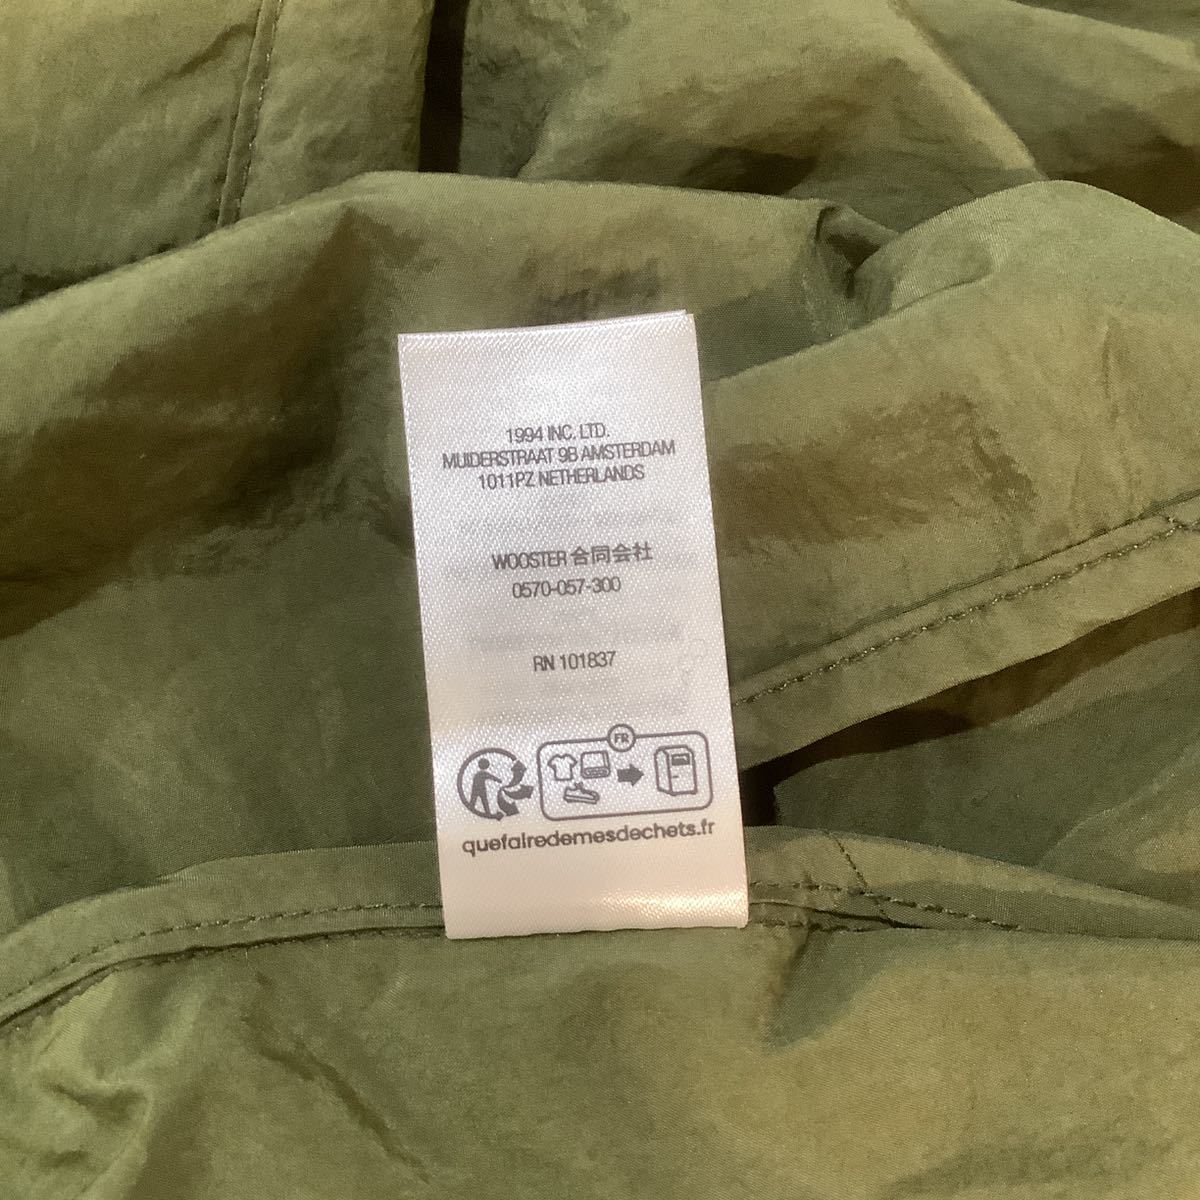 1994 INC. LTD.
MUIDERSTRAAT 9B AMSTERDAM
1011PZ NETHERLANDS
WOOSTER 合同会社
0570-057-300
RN 101837
FR
quefairedemesdechets.fr